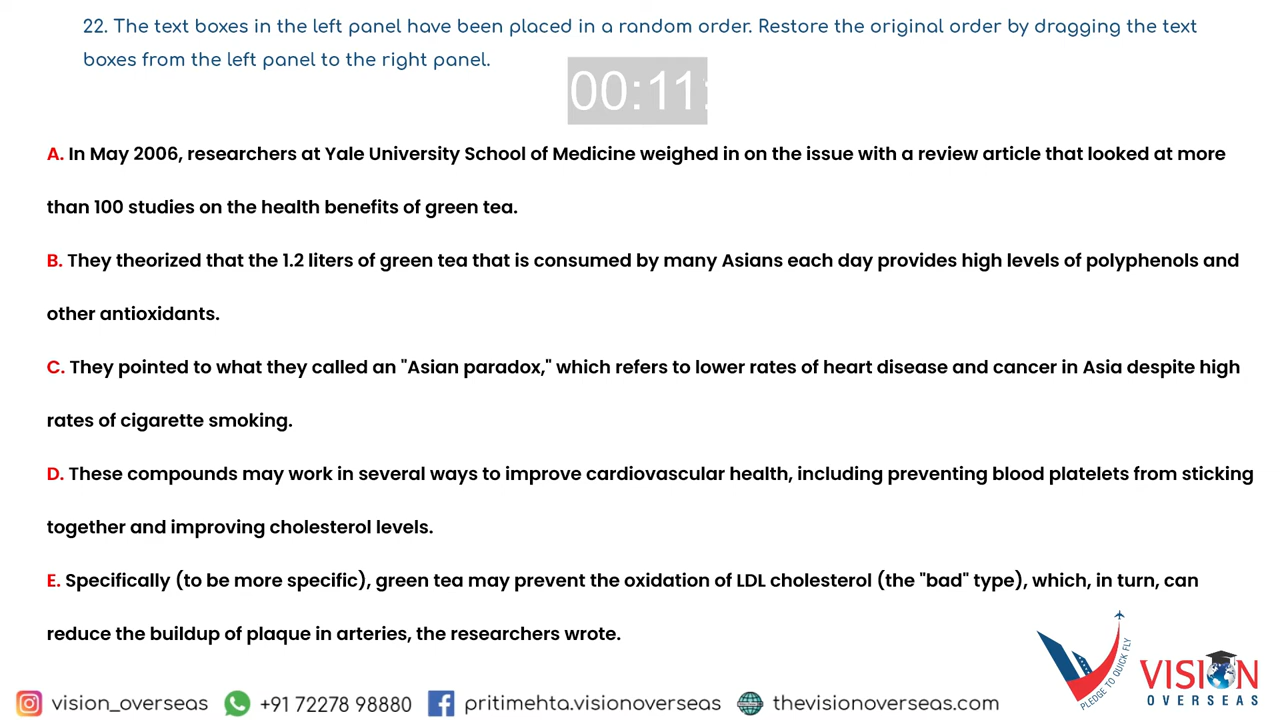 22. The text boxes in the left panel have been placed in a random order. Restore the original order by dragging the text
boxes from the left panel to the right panel.
00:11:
A. In May 2006, researchers at Yale University School of Medicine weighed in on the issue with a review article that looked at more
than 100 studies on the health benefits of green tea.
B. They theorized that the 1.2 liters of green tea that is consumed by many Asians each day provides high levels of polyphenols and
other antioxidants.
C. They pointed to what they called an "Asian paradox," which refers to lower rates of heart disease and cancer in Asia despite high
rates of cigarette smoking.
D. These compounds may work in several ways to improve cardiovascular health, including preventing blood platelets from sticking
together and improving cholesterol levels.
E. Specifically (to be more specific), green tea may prevent the oxidation of LDL cholesterol (the "bad" type), which, in turn, can
reduce the buildup of plaque in arteries, the researchers wrote.
PLEDGE TO QUICK FLY
VISION
OVERSEAS
vision_overseas +91 72278 98880 pritimehta.visionoverseas thevisionoverseas.com